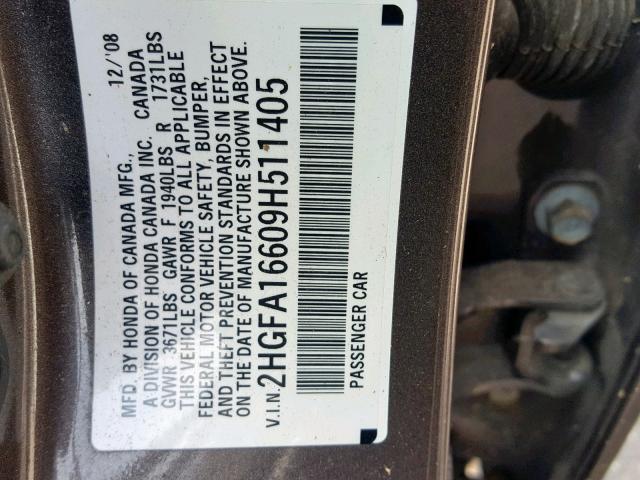 MFD. BY HONDA OF CANADA MFG., 12/'08
A DIVISION OF HONDA CANADA INC. CANADA
GVWR 3671LBS GAWR F 1940LBS R 1731LBS
THIS VEHICLE CONFORMS TO ALL APPLICABLE
FEDERAL MOTOR VEHICLE SAFETY, BUMPER,
AND THEFT PREVENTION STANDARDS IN EFFECT
ON THE DATE OF MANUFACTURE SHOWN ABOVE.
V.I.N. 2HGFA16609H511405
PASSENGER CAR